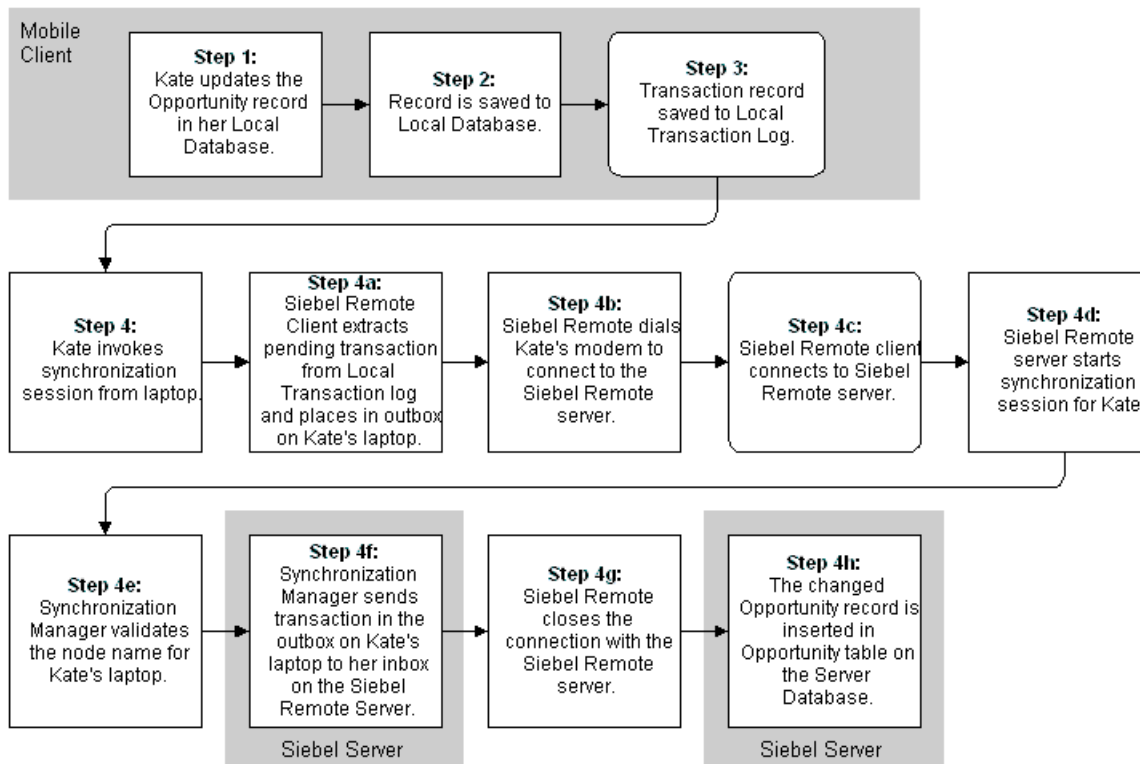 Mobile
Client
Step 1:
Kate updates the
Opportunity record
in her Local
Database.
Step 2:
Record is saved to
Local Database.
Step 3:
Transaction record
saved to Local
Transaction Log.
Step 4:
Kate invokes
synchronization
session from laptop.
Step 4a:
Siebel Remote
Client extracts
pending transaction
from Local
Transaction log
and places in outbox
on Kate's laptop.
Step 4b:
Siebel Remote dials
Kate's modem to
connect to the
Siebel Remote
server.
Step 4c:
Siebel Remote client
connects to Siebel
Remote server.
Step 4d:
Siebel Remote
server starts
synchronization
session for Kate
Step 4e:
Synchronization
Manager validates
the node name for
Kate's laptop.
Step 4f:
Synchronization
Manager sends
transaction in the
outbox on Kate's
laptop to her inbox
on the Siebel
Remote Server.
Siebel Server
Step 4g:
Siebel Remote
closes the
connection with the
Siebel Remote
server.
Step 4h:
The changed
Opportunity record is
inserted in
Opportunity table on
the Server
Database.
Siebel Server